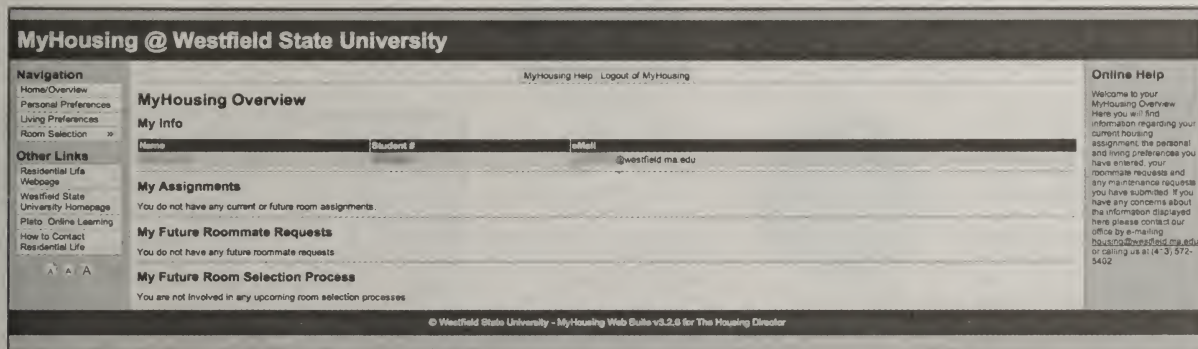 MyHousing @ Westfield State University
Navigation
Home/Overview
Personal Preferences
Living Preferences
Room Selection »
Other Links
Residential Life
Webpage
Westfield State
University Homepage
Plato Online Learning
How to Contact
Residential Life
A A A
MyHousing Help Logout of MyHousing
MyHousing Overview
My Info
Name Student # eMail
@westfield.ma.edu
My Assignments
You do not have any current or future room assignments.
My Future Roommate Requests
You do not have any future roommate requests
My Future Room Selection Process
You are not involved in any upcoming room selection processes
Online Help
Welcome to your
MyHousing Overview
Here you will find
information regarding your
current housing
assignment, the personal
and living preferences you
have entered, your
roommate requests and
any maintenance requests
you have submitted. If you
have any concerns about
the information displayed
here please contact our
office by e-mailing
housing@westfield.ma.edu
or calling us at (413) 572-
5402
© Westfield State University - MyHousing Web Suite v3.2.6 for The Housing Director